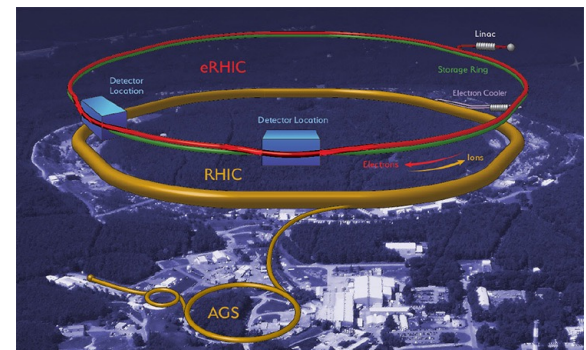 Linac
eRHIC
Storage Ring
Detector
Location
Electron Cooler
Detector Location
Electrons
Ions
RHIC
AGS